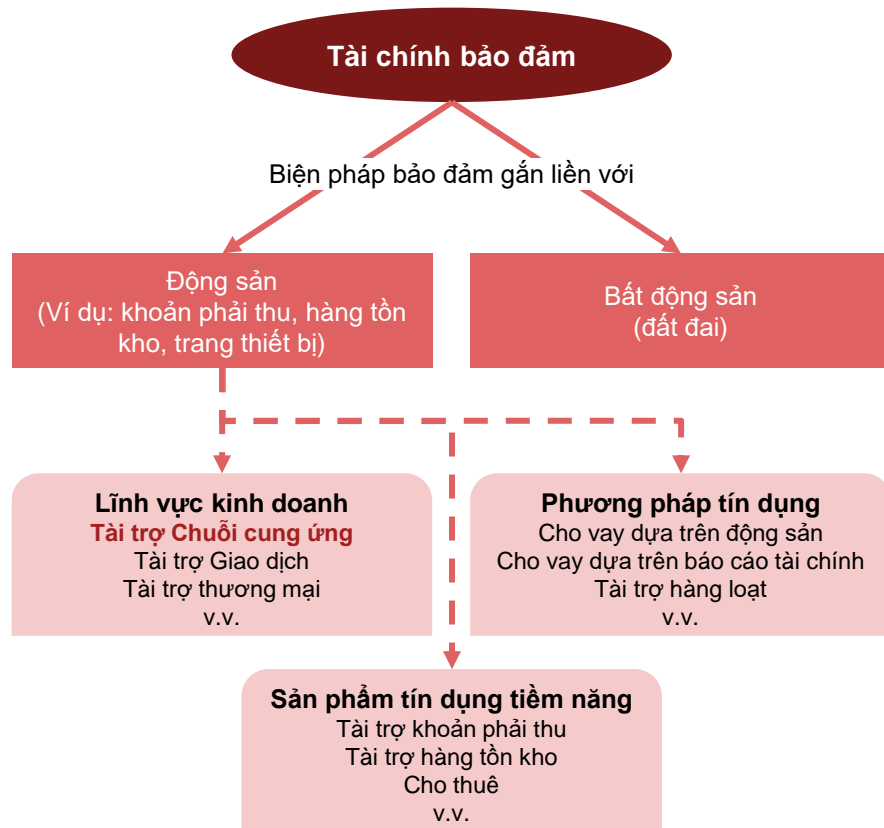 Tài chính bảo đảm
Biện pháp bảo đảm gắn liền với
Động sản
(Ví dụ: khoản phải thu, hàng tồn
kho, trang thiết bị)
Bất động sản
(đất đai)
Lĩnh vực kinh doanh
Tài trợ Chuỗi cung ứng
Tài trợ Giao dịch
Tài trợ thương mại
v.v.
Phương pháp tín dụng
Cho vay dựa trên động sản
Cho vay dựa trên báo cáo tài chính
Tài trợ hàng loạt
v.v.
Sản phẩm tín dụng tiềm năng
Tài trợ khoản phải thu
Tài trợ hàng tồn kho
Cho thuê
v.v.